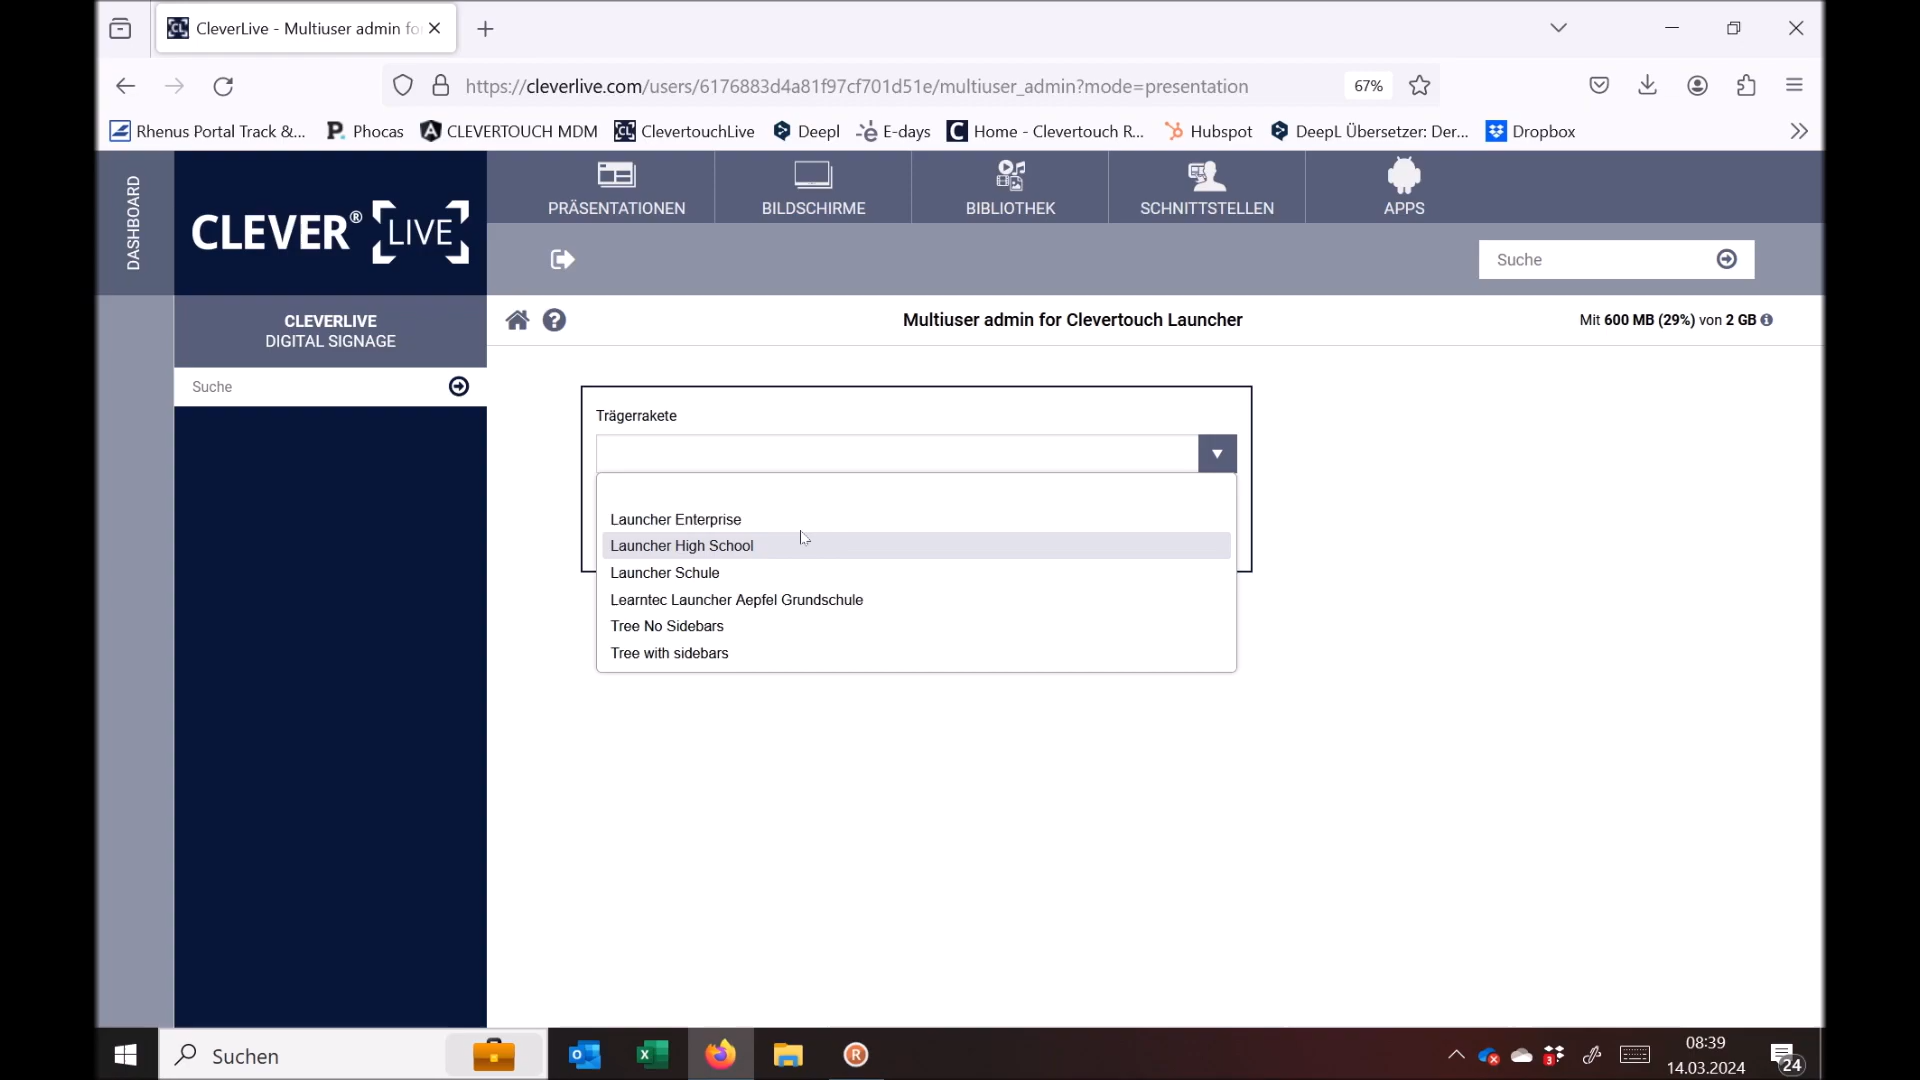 CleverLive - Multiuser admin fo
https://cleverlive.com/users/6176883d4a81f97cf701d51e/multiuser_admin?mode=presentation
67%
Rhenus Portal Track &...
Phocas
CLEVERTOUCH MDM
ClevertouchLive
Deepl
E-days
Home - Clevertouch R...
Hubspot
DeepL Übersetzer: Der...
Dropbox
DASHBOARD
CLEVER® LIVE
PRÄSENTATIONEN
BILDSCHIRME
BIBLIOTHEK
SCHNITTSTELLEN
APPS
Suche
CLEVERLIVE
DIGITAL SIGNAGE
Multiuser admin for Clevertouch Launcher
Mit 600 MB (29%) von 2 GB
Suche
Trägerrakete
Launcher Enterprise
Launcher High School
Launcher Schule
Learntec Launcher Aepfel Grundschule
Tree No Sidebars
Tree with sidebars
Suchen
08:39
14.03.2024
24